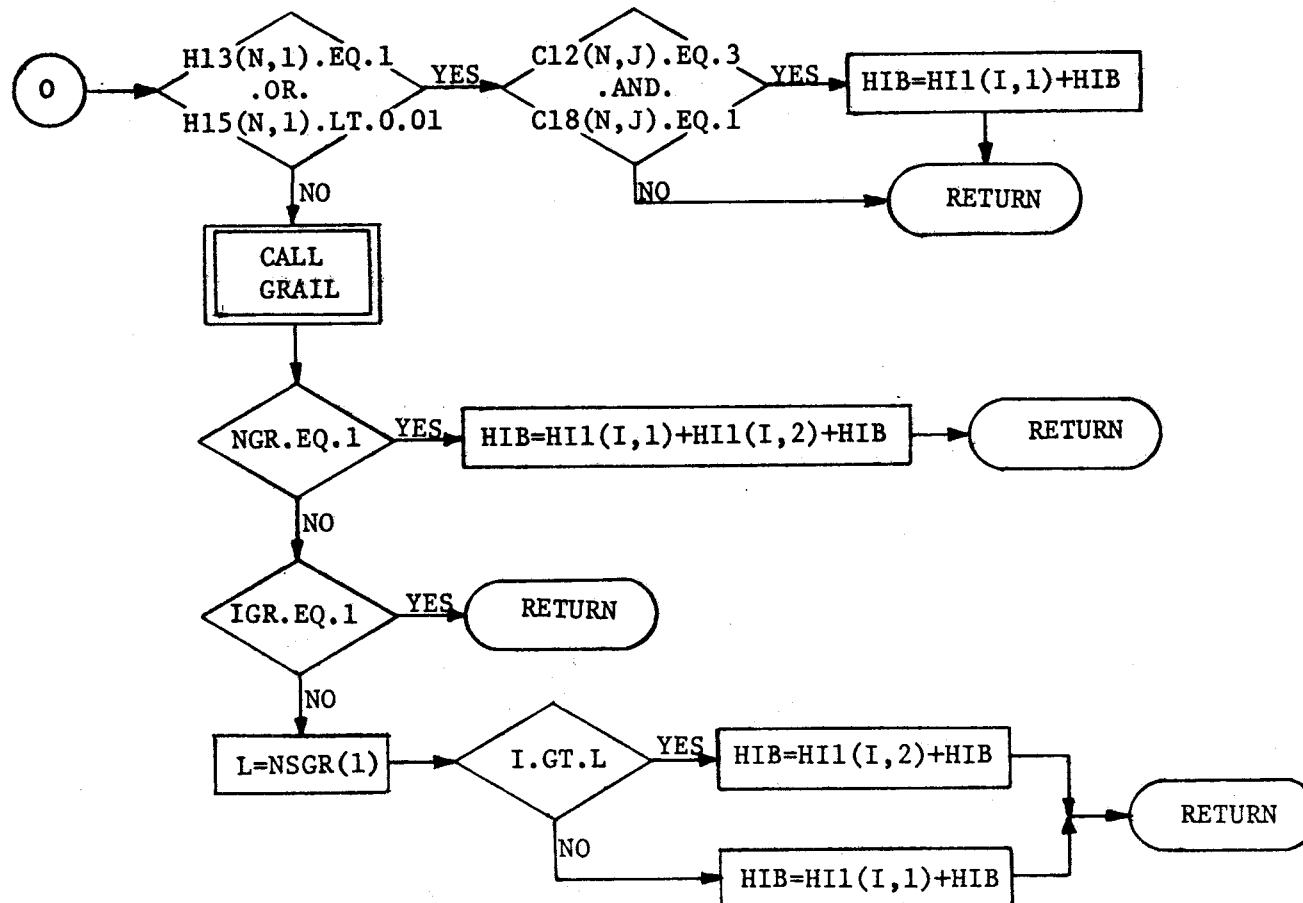 O
H13(N,1).EQ.1
.OR.
H15(N,1).LT.0.01
YES
C12(N,J).EQ.3
.AND.
C18(N,J).EQ.1
YES
HIB=HI1(I,1)+HIB
NO
NO
RETURN
CALL
GRAIL
NGR.EQ.1
YES
HIB=HI1(I,1)+HI1(I,2)+HIB
RETURN
NO
IGR.EQ.1
YES
RETURN
NO
L=NSGR(1)
I.GT.L
YES
HIB=HI1(I,2)+HIB
RETURN
NO
HIB=HI1(I,1)+HIB